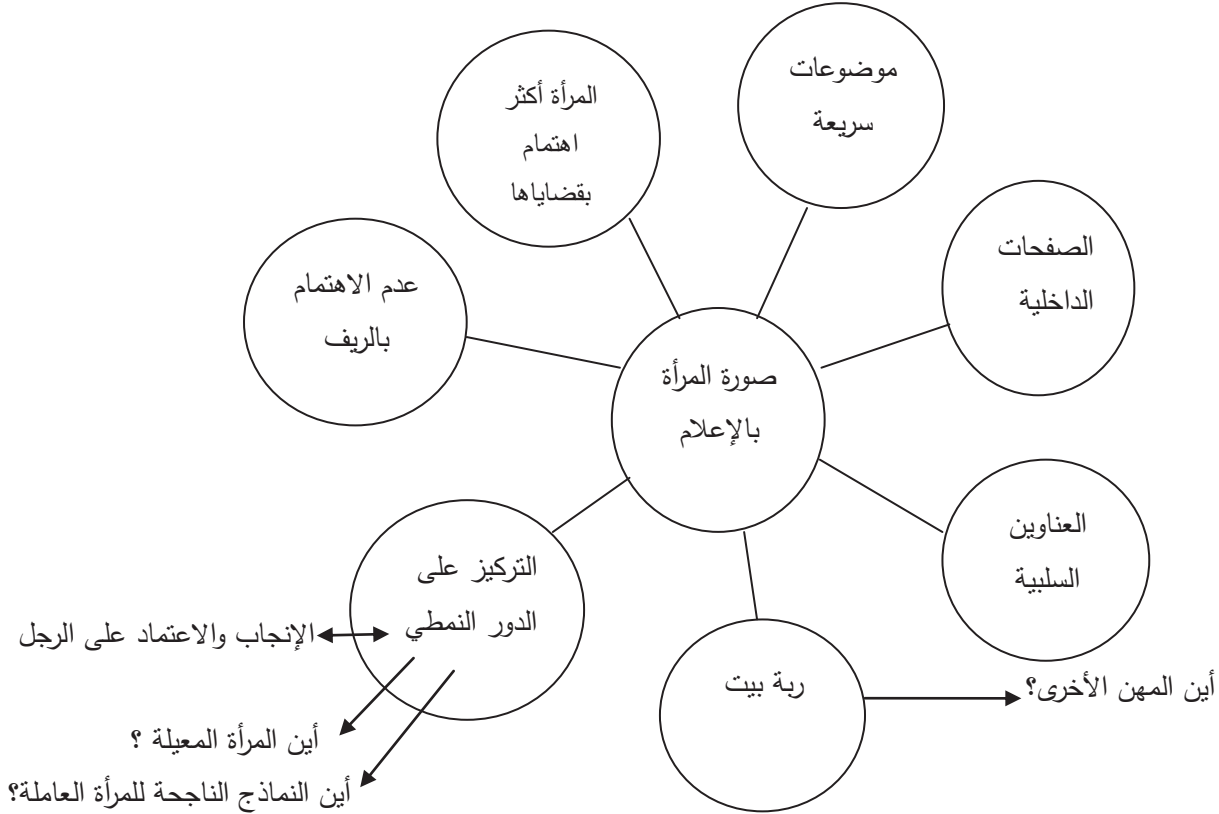 موضوعات
سريعة
المرأة أكثر
اهتمام
بقضاياها
الصفحات
الداخلية
عدم الاهتمام
بالريف
صورة المرأة
بالإعلام
العناوين
السلبية
التركيز على
الدور النمطي
الإنجاب والاعتماد على الرجل
ربة بيت
أين المهن الأخرى؟
أين المرأة المعيلة ؟
أين النماذج الناجحة للمرأة العاملة؟